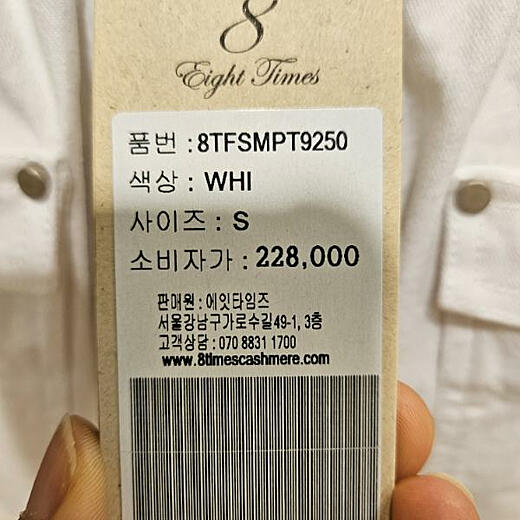 8
Eight Times
품번 : 8TFSMPT9250
색상 : WHI
사이즈 : S
소비자가 : 228,000
판매원 : 에잇타임즈
서울강남구가로수길49-1, 3층
고객상담 : 070 8831 1700
www.8timescashmere.com